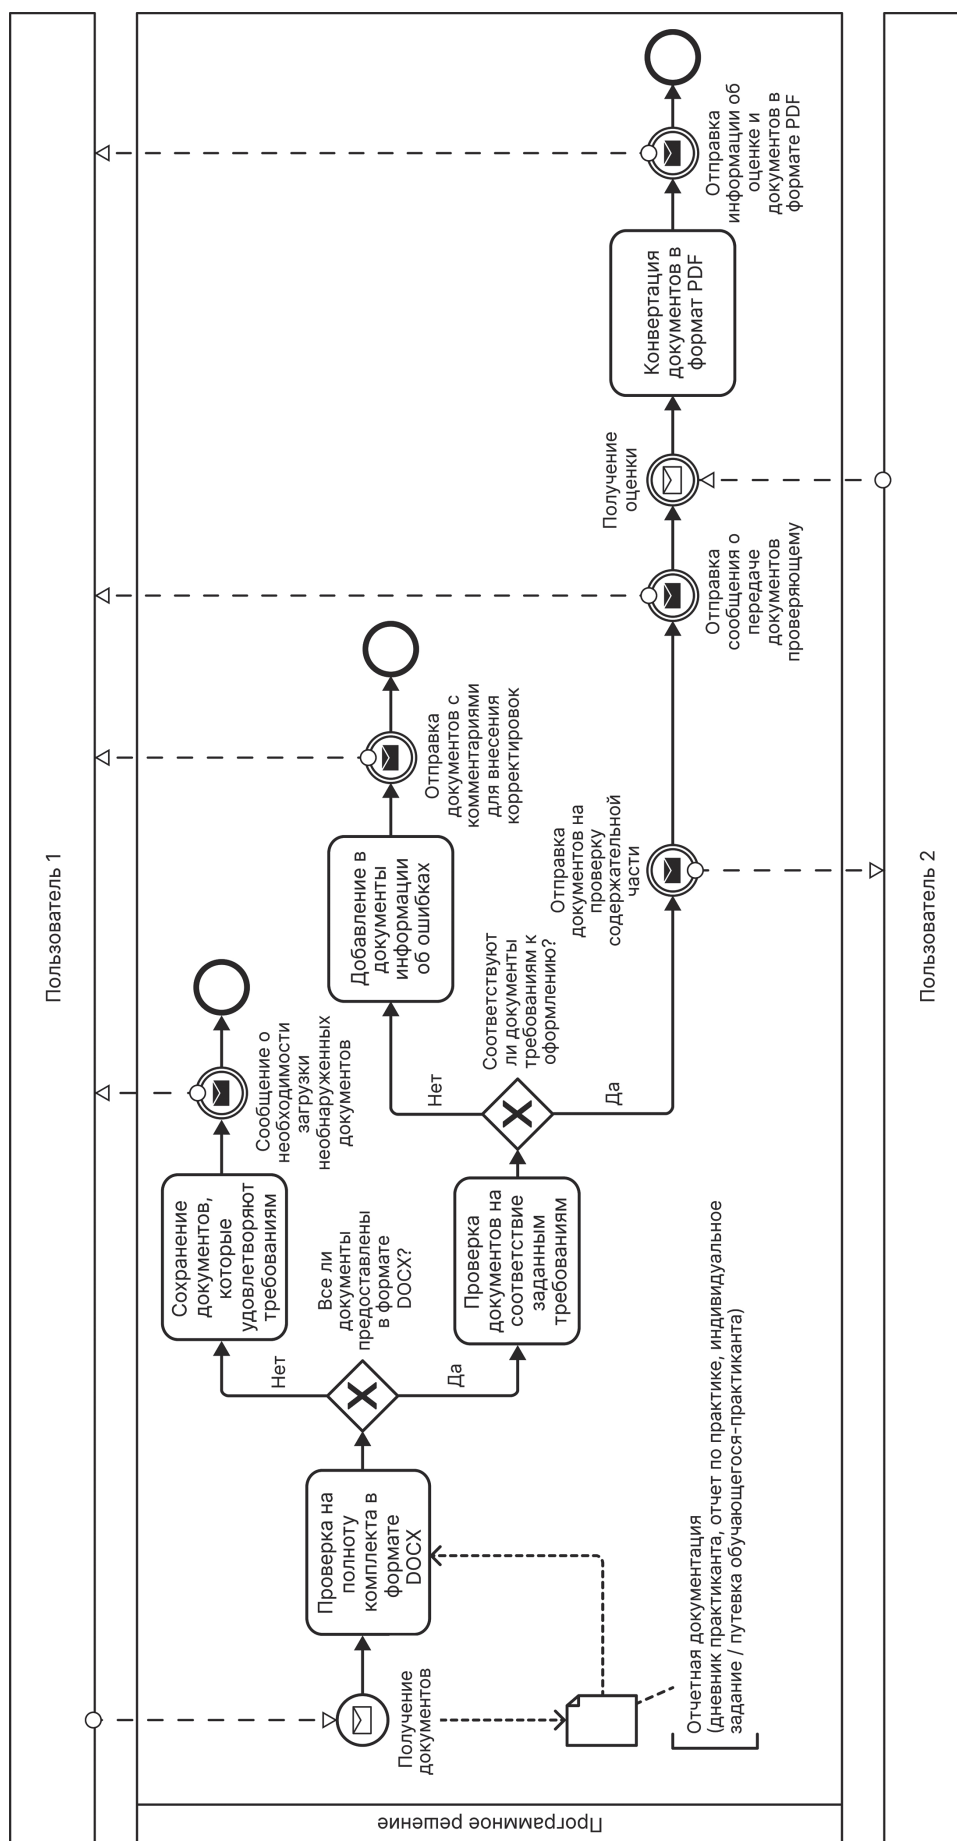 Пользователь 1
Программное решение
Получение
документов
Проверка на
полноту
комплекта в
формате
DOCX
Все ли
документы
предоставлены
в формате
DOCX?
Нет
Да
Сохранение
документов,
которые
удовлетворяют
требованиям
Сообщение о
необходимости
загрузки
необнаруженных
документов
Проверка
документов на
соответствие
заданным
требованиям
Соответствуют
ли документы
требованиям к
оформлению?
Нет
Да
Добавление в
документы
информации
об ошибках
Отправка
документов с
комментариями
для внесения
корректировок
Отправка
документов на
проверку
содержательной
части
Отправка
сообщения о
передаче
документов
проверяющему
Получение
оценки
Конвертация
документов в
формат PDF
Отправка
информации об
оценке и
документов в
формате PDF
Отчетная документация
(дневник практиканта, отчет по практике, индивидуальное
задание / путевка обучающегося-практиканта)
Пользователь 2